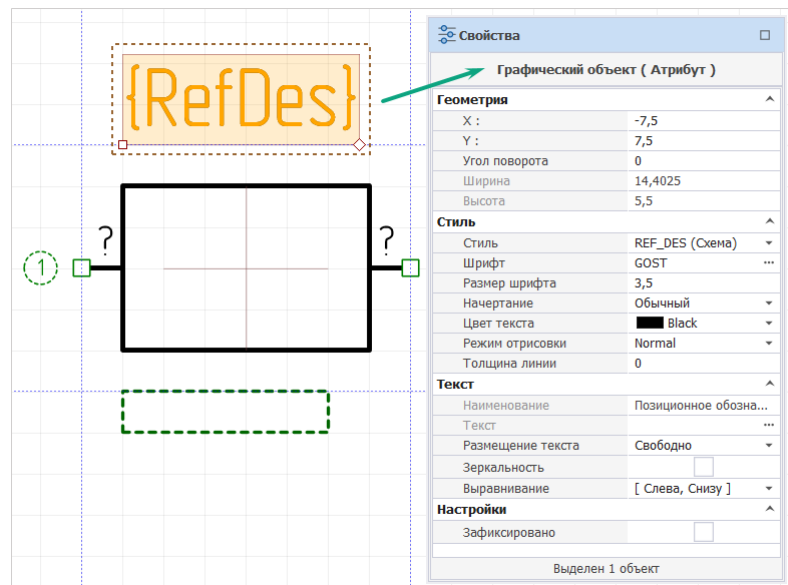 {RefDes}
?
?
1
Свойства
Графический объект ( Атрибут )
Геометрия
X : -7,5
Y : 7,5
Угол поворота 0
Ширина 14,4025
Высота 5,5
Стиль
Стиль REF_DES (Схема)
Шрифт GOST ...
Размер шрифта 3,5
Начертание Обычный
Цвет текста Black
Режим отрисовки Normal
Толщина линии 0
Текст
Наименование Позиционное обозна...
Текст ...
Размещение текста Свободно
Зеркальность
Выравнивание [ Слева, Снизу ]
Настройки
Зафиксировано
Выделен 1 объект